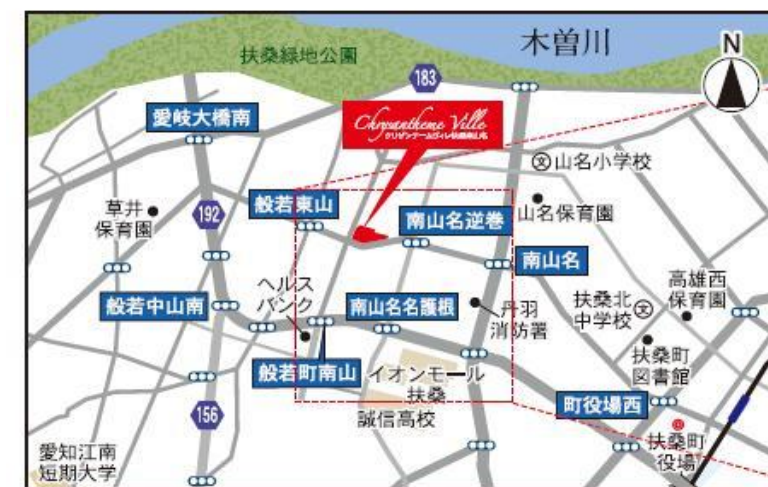 木曽川
扶桑緑地公園
N
183
愛岐大橋南
Chrysantheme Ville
文山名小学校
草井
保育園
192
般若東山
南山名逆巻
山名保育園
南山名
ヘルス
バンク
高雄西
保育園
般若中山南
南山名名護根
丹羽
消防署
扶桑北
中学校文
般若町南山
イオンモール
扶桑
扶桑町
図書館
156
誠信高校
町役場西
愛知江南
短期大学
扶桑町
役場